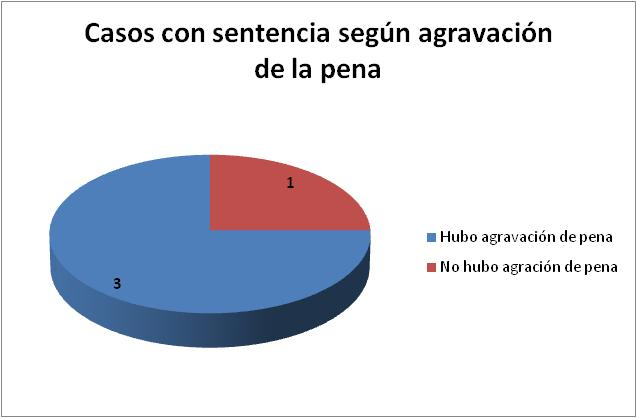 Casos con sentencia según agravación
de la pena
1
3
Hubo agravación de pena
No hubo agración de pena